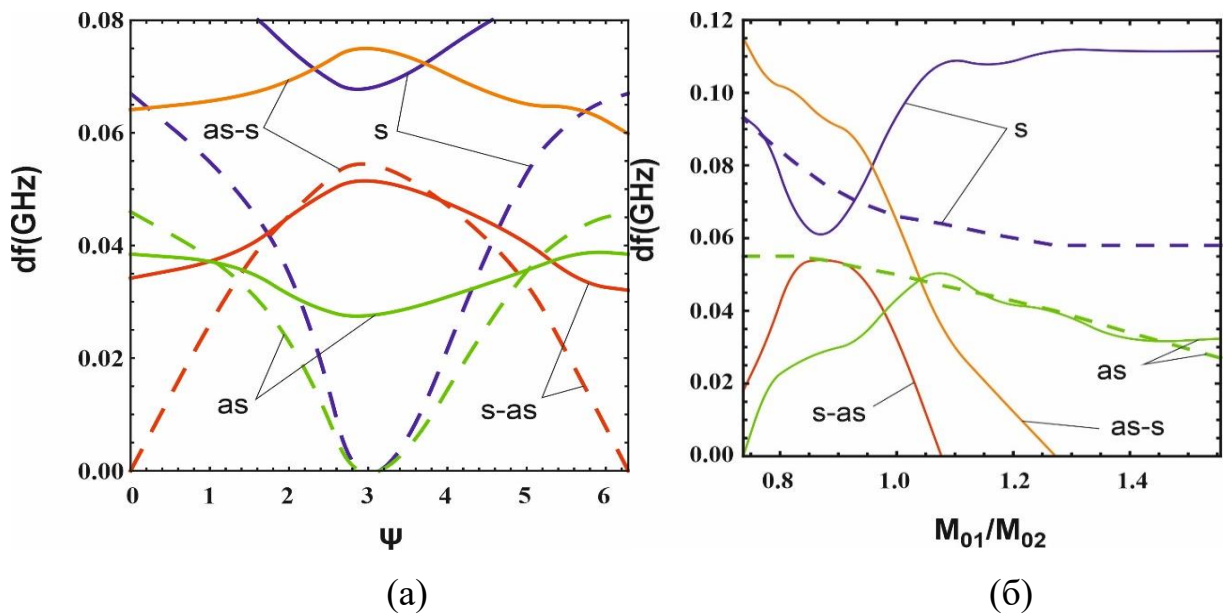 df(GHz)
0.08
0.06
0.04
0.02
0.00
as-s
s
as
s-as
0 1 2 3 4 5 6
Ψ
(а)
df(GHz)
0.12
0.10
0.08
0.06
0.04
0.02
0.00
s
as
s-as
as-s
0.8 1.0 1.2 1.4
M₀₁/M₀₂
(б)